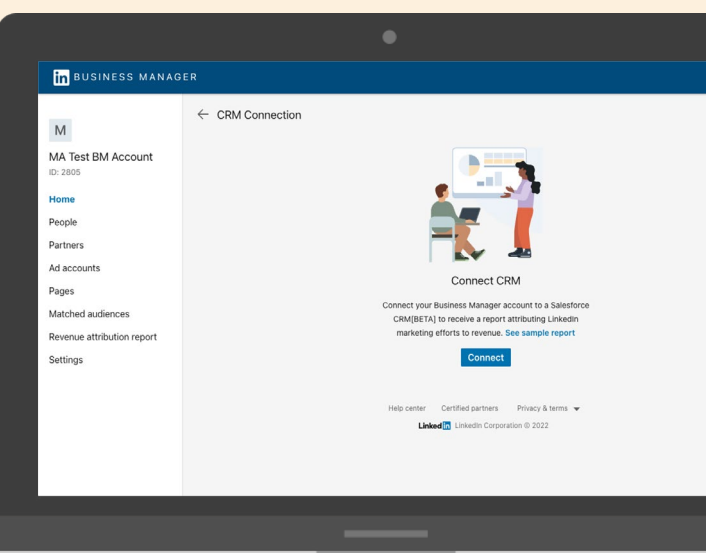 in BUSINESS MANAGER
← CRM Connection
M
MA Test BM Account
ID: 2805
Home
People
Partners
Ad accounts
Pages
Matched audiences
Revenue attribution report
Settings
Connect CRM
Connect your Business Manager account to a Salesforce
CRM[BETA] to receive a report attributing LinkedIn
marketing efforts to revenue. See sample report
Connect
Help center Certified partners Privacy & terms
Linked in LinkedIn Corporation © 2022